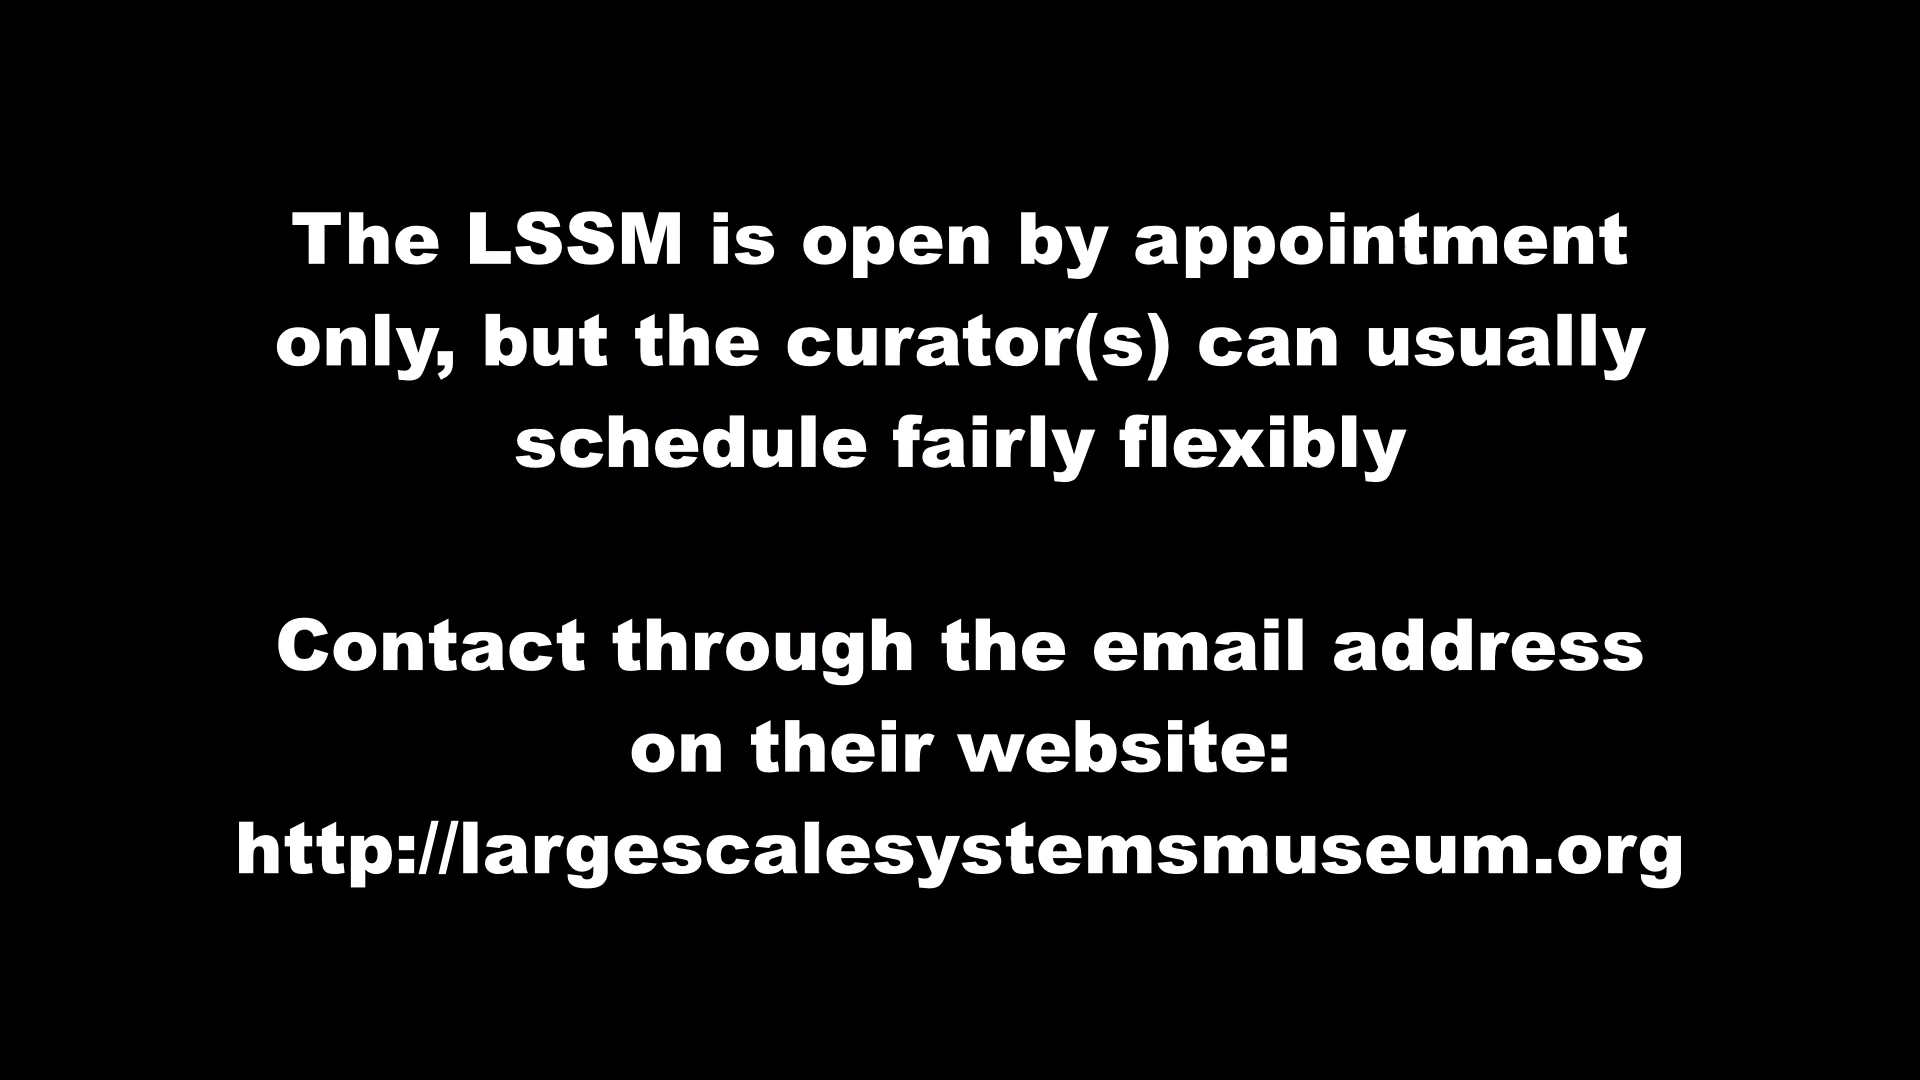 The LSSM is open by appointment
only, but the curator(s) can usually
schedule fairly flexibly
Contact through the email address
on their website:
http://largescalesystemsmuseum.org